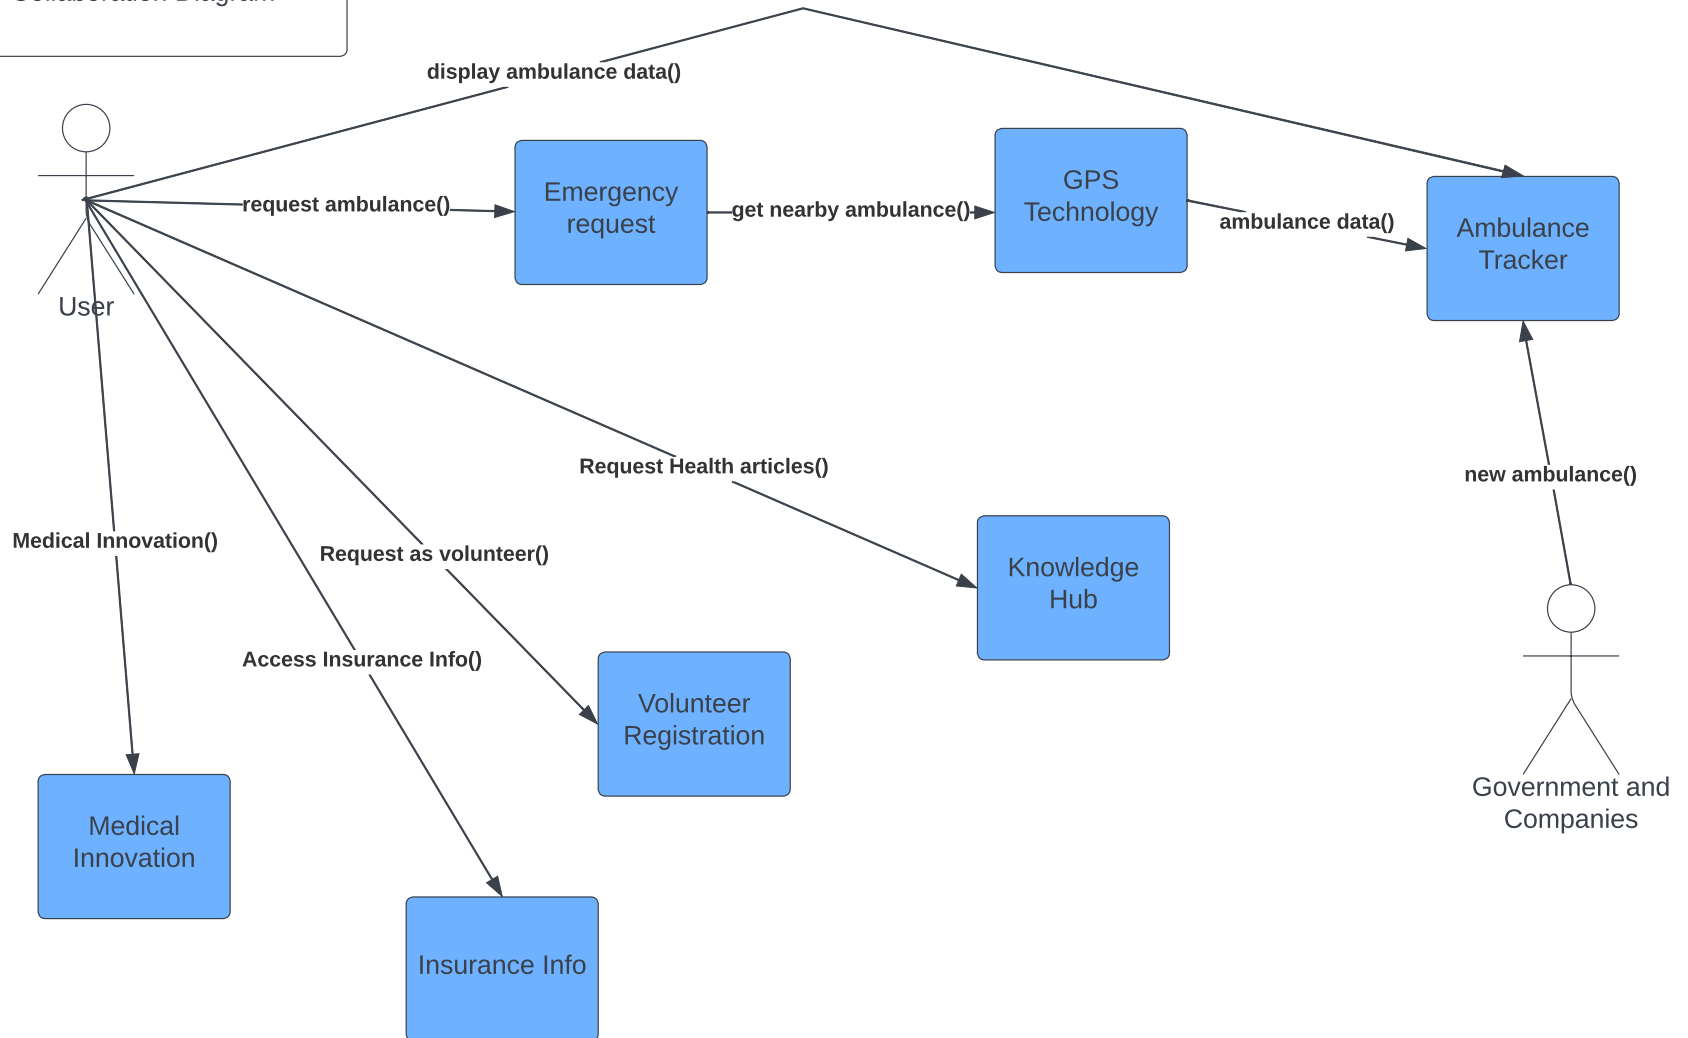 Collaboration Diagram
display ambulance data()
request ambulance()
Emergency
request
get nearby ambulance()
GPS
Technology
ambulance data()
Ambulance
Tracker
User
Request Health articles()
new ambulance()
Medical Innovation()
Request as volunteer()
Knowledge
Hub
Access Insurance Info()
Volunteer
Registration
Government and
Companies
Medical
Innovation
Insurance Info